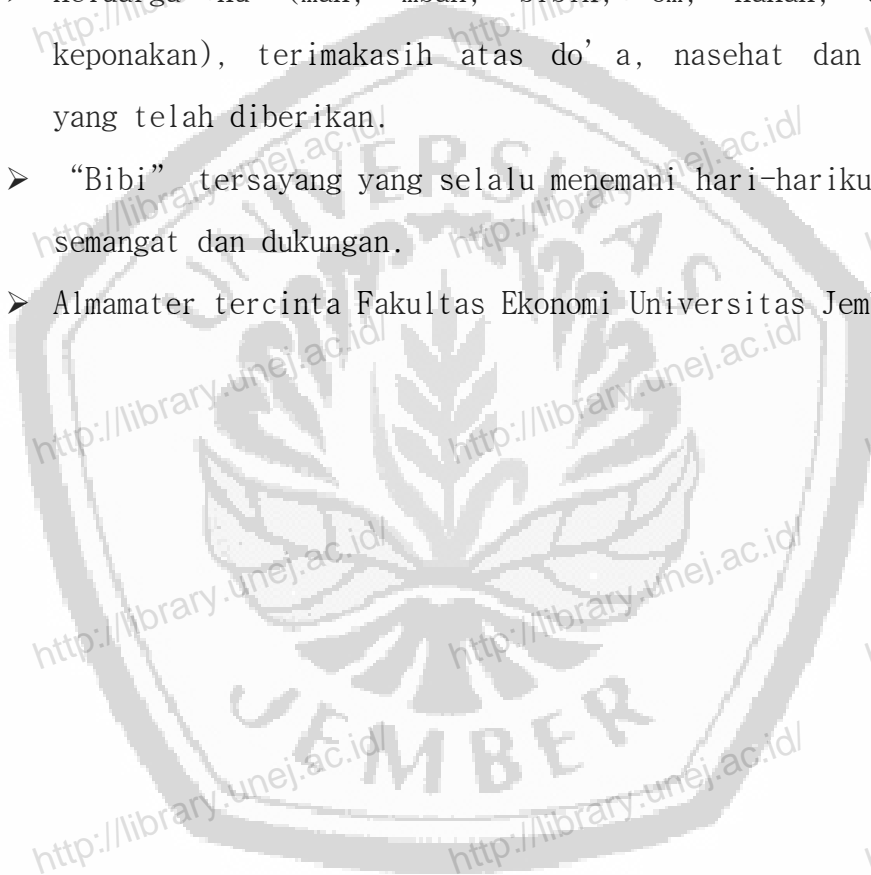 keponakan), terimakasih atas do'a, nasehat dan
yang telah diberikan.
➢ “Bibi” tersayang yang selalu menemani hari-hariku
semangat dan dukungan.
➢ Almamater tercinta Fakultas Ekonomi Universitas Jem
UNIVERSITAS
JEMBER
http://library.unej.ac.id/
http://library.unej.ac.id/
http://library.unej.ac.id/
http://library.unej.ac.id/
http://library.unej.ac.id/
http://library.unej.ac.id/
http://library.unej.ac.id/
http://library.unej.ac.id/